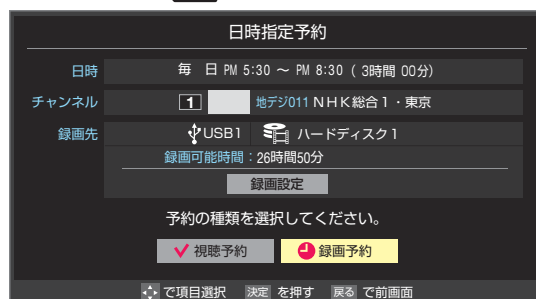 日時指定予約
日時 毎 日 PM 5:30 ～ PM 8:30 ( 3時間 00分)
チャンネル 1 地デジ011 NHK総合1・東京
録画先 USB1 ハードディスク1
録画可能時間：26時間50分
録画設定
予約の種類を選択してください。
視聴予約 録画予約
で項目選択 決定 を押す 戻る で前画面